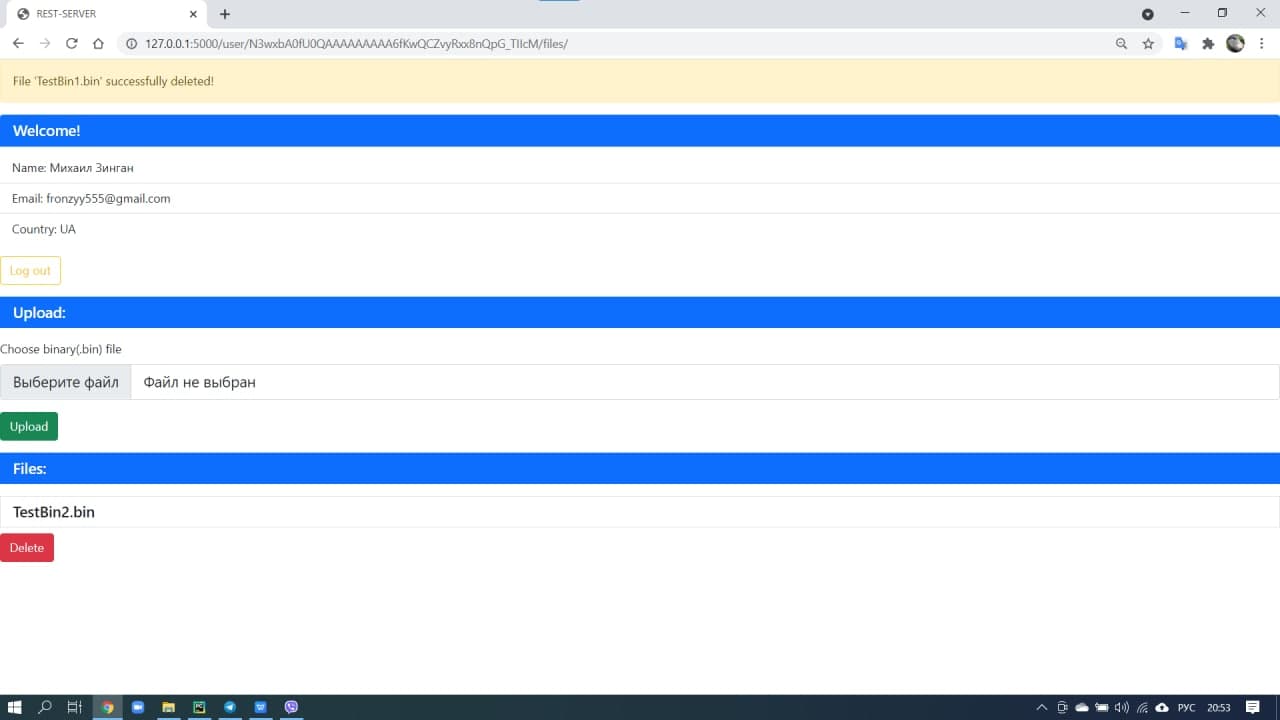 REST-SERVER
127.0.0.1:5000/user/N3wxbA0fU0QAAAAAAAAA6fKwQCZvyRxx8nQpG_TIIcM/files/
File 'TestBin1.bin' successfully deleted!
Welcome!
Name: Михаил Зинган
Email: fronzyy555@gmail.com
Country: UA
Log out
Upload:
Choose binary(.bin) file
Выберите файл Файл не выбран
Upload
Files:
TestBin2.bin
Delete
РУС 20:53